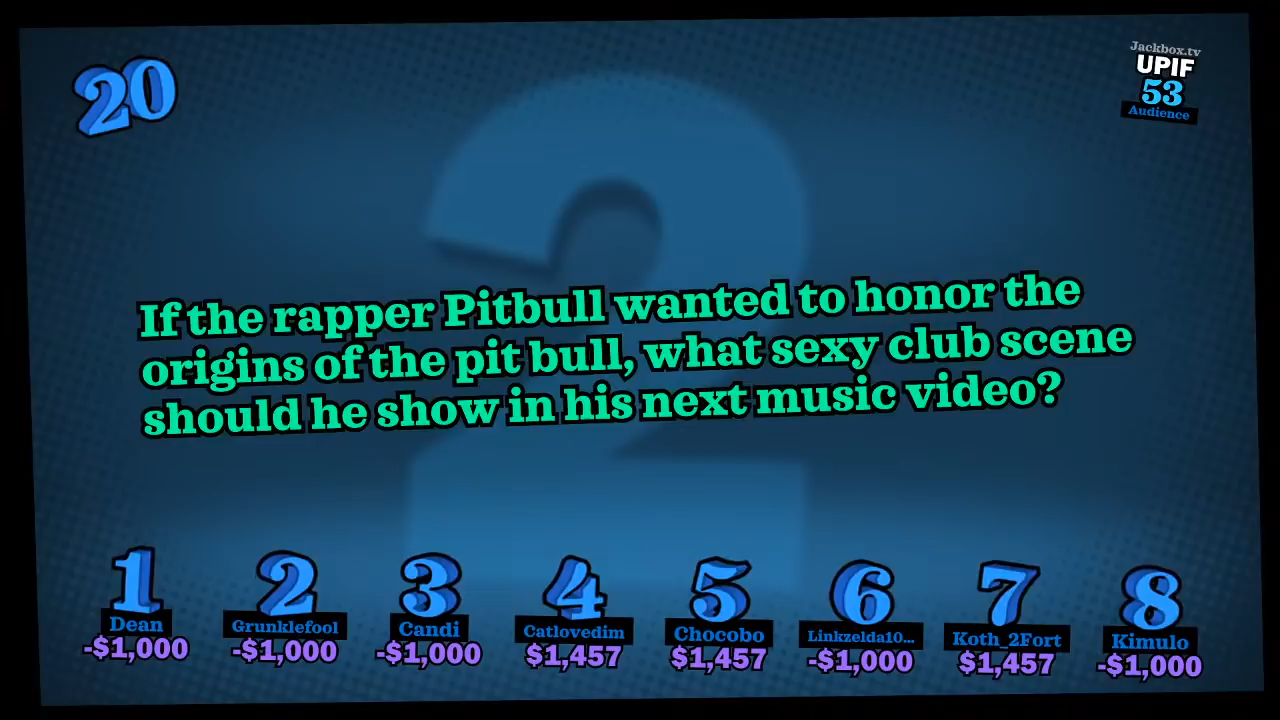 20
Jackbox.tv
UPIF
53
Audience
If the rapper Pitbull wanted to honor the
origins of the pit bull, what sexy club scene
should he show in his next music video?
2
1
Dean
-$1,000
2
Grunklefool
-$1,000
3
Candi
-$1,000
4
Catlovedim
$1,457
5
Chocobo
$1,457
6
Linkzelda10...
-$1,000
7
Koth_2Fort
$1,457
8
Kimulo
-$1,000